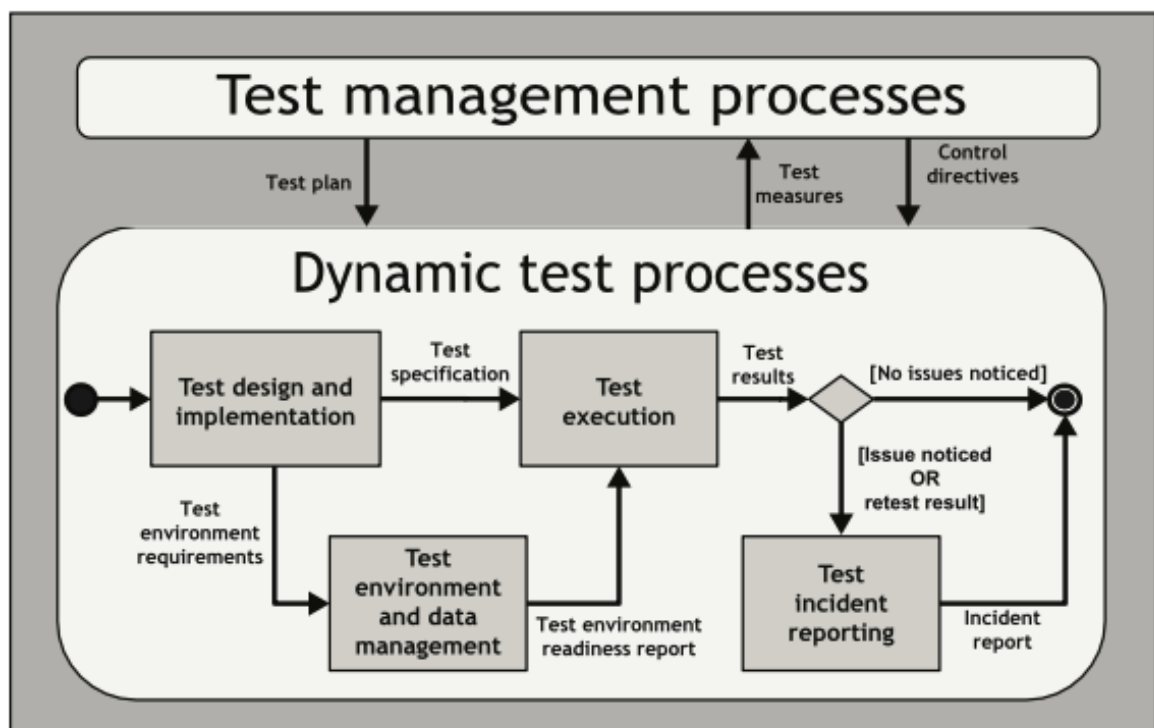 Test management processes
Test plan
Test
measures
Control
directives
Dynamic test processes
Test design and
implementation
Test
specification
Test
execution
Test
results
[No issues noticed]
[Issue noticed
OR
retest result]
Test
environment
requirements
Test
environment
and data
management
Test environment
readiness report
Test
incident
reporting
Incident
report